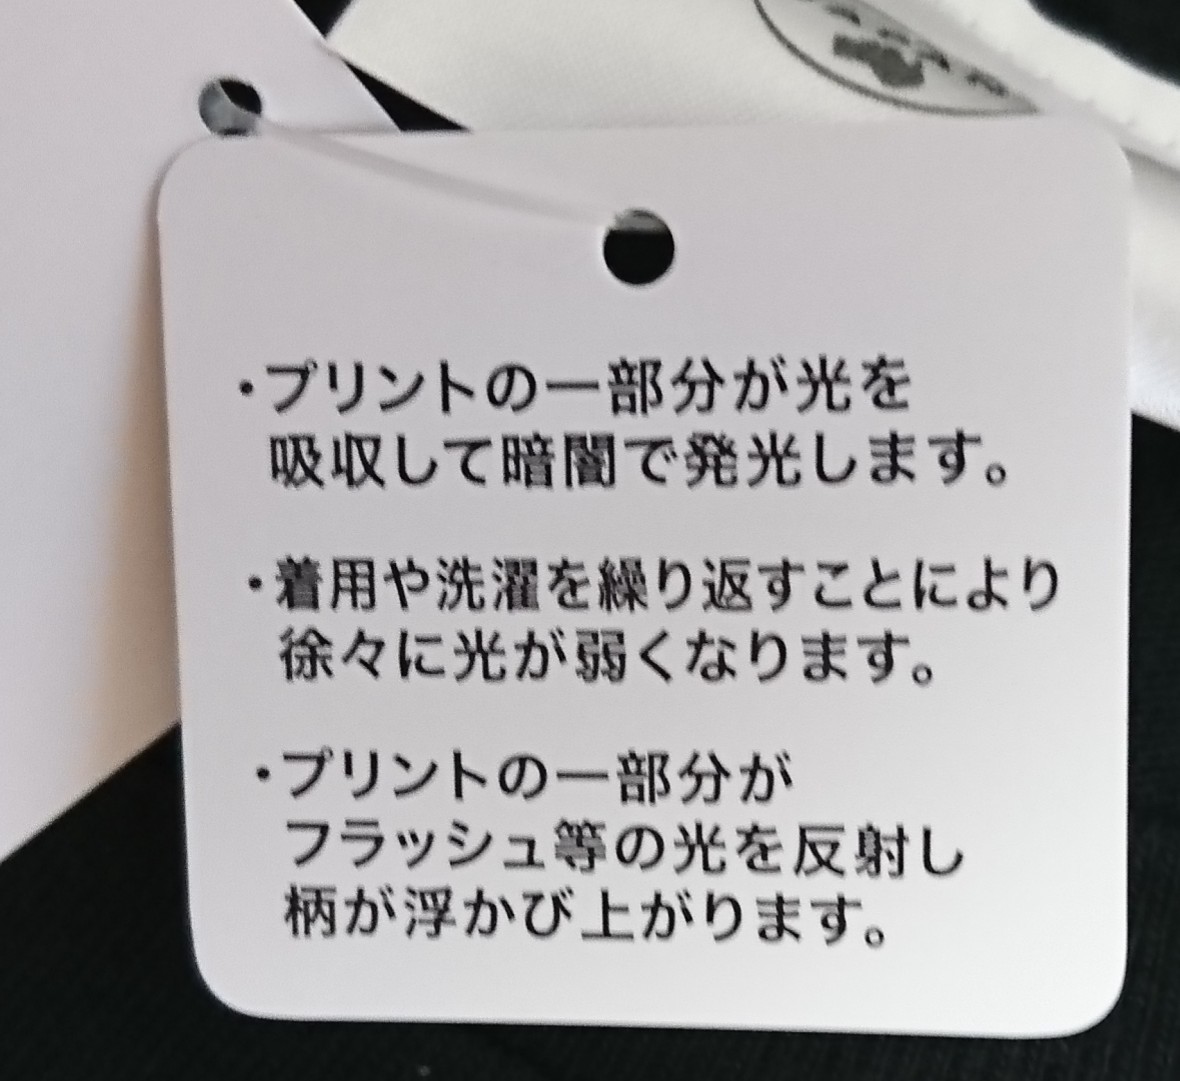 ・プリントの一部分が光を
吸収して暗闇で発光します。
・着用や洗濯を繰り返すことにより
徐々に光が弱くなります。
・プリントの一部分が
フラッシュ等の光を反射し
柄が浮かび上がります。